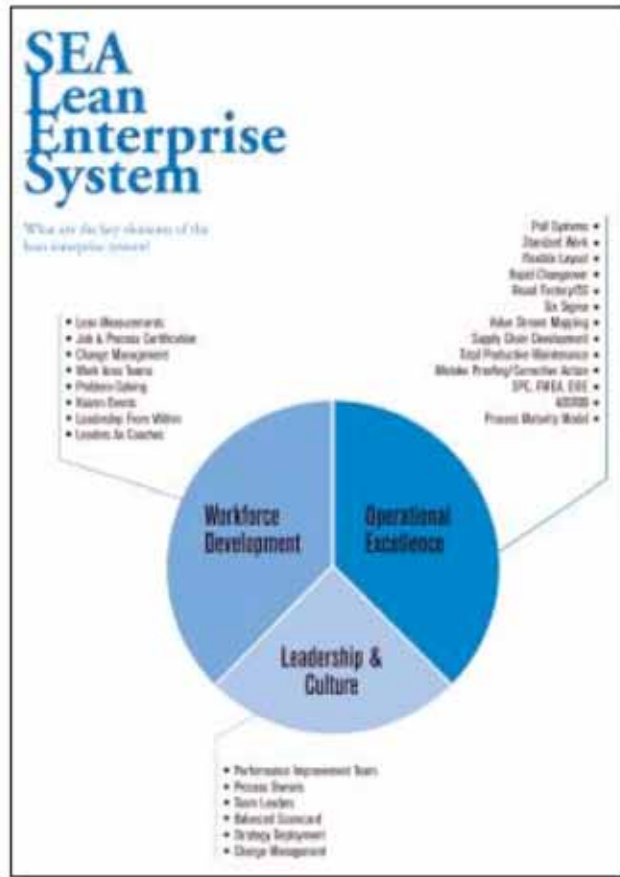 SEA
Lean
Enterprise
System
What are the key elements of the
lean enterprise system?
Pull Systems •
Standard Work •
Flexible Layout •
Rapid Changeover •
Visual Factory/5S •
Six Sigma •
Value Stream Mapping •
Supply Chain Development •
Total Productive Maintenance •
Mistake Proofing/Corrective Action •
SPC, FMEA,
Process Maturity Model •
• Lean Measurements
• Job & Process Certification
• Change Management
• Work Area Teams
• Problem-Solving
• Kaizen Events
• Leadership From Within
• Leaders As Coaches
Workforce
Development
Operational
Excellence
Leadership &
Culture
• Performance Improvement Team
• Process Owners
• Team Leaders
• Balanced Scorecard
• Strategy Deployment
• Change Management